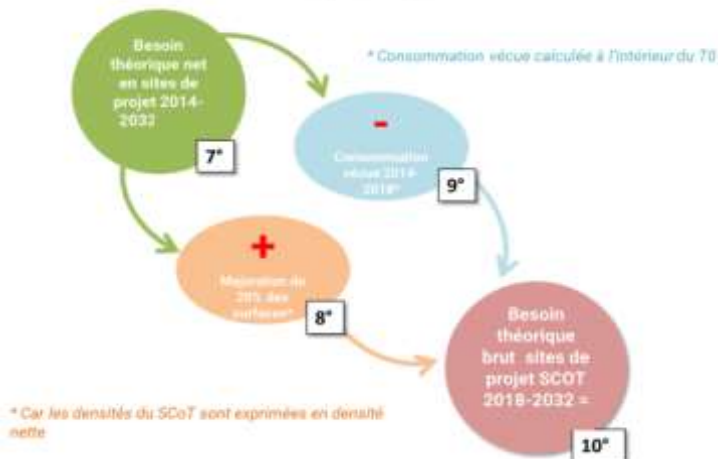 Besoin
théorique net
en sites de
projet 2014-
2032
7°
* Consommation vécue calculée à l'intérieur du T0
-
Consommation
vécue 2014-
2018*
9°
+
Majoration de
20% des
surfaces*
8°
Besoin
théorique
brut sites de
projet SCOT
2018-2032 =
10°
* Car les densités du SCoT sont exprimées en densité
nette